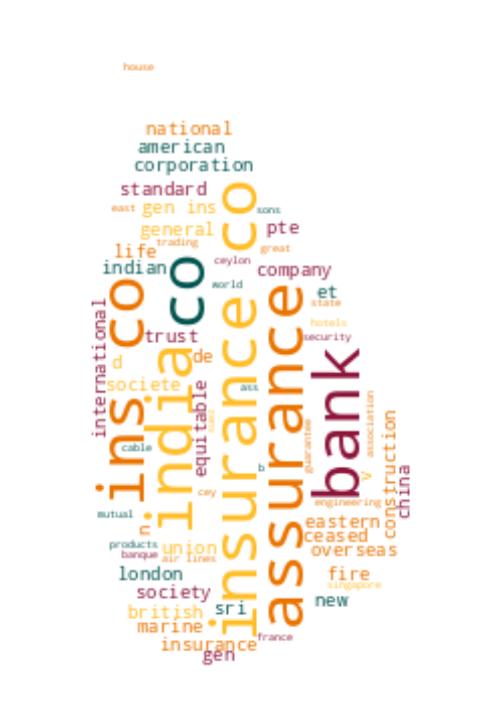 house
national
american
corporation
standard
east
gen ins
sons
general
pte
trading
great
life
ceylon
indian
company
world
et
state
insurance co
ins co
co
india
assurance
bank
hotels
security
trust
international
de
d
societe
ass
equitable
association
guarantee
construction
cable
b
v
china
cey
engineering
mutual
n
eastern
ceased
products
union
overseas
banque
air lines
london
fire
singapore
society
new
british
sri
marine
france
insurance
gen